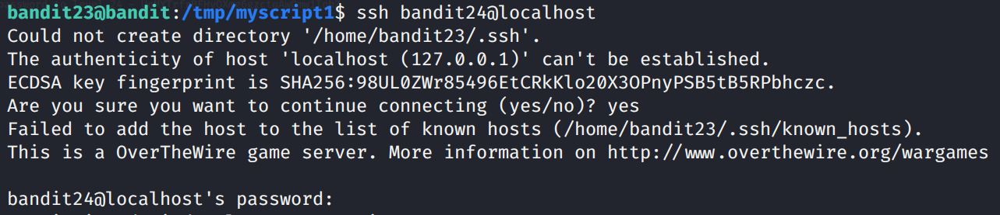 bandit23@bandit:/tmp/myscript1$ ssh bandit24@localhost
Could not create directory '/home/bandit23/.ssh'.
The authenticity of host 'localhost (127.0.0.1)' can't be established.
ECDSA key fingerprint is SHA256:98UL0ZWr85496EtCRkKlo20X3OPnyPSB5tB5RPbhczc.
Are you sure you want to continue connecting (yes/no)? yes
Failed to add the host to the list of known hosts (/home/bandit23/.ssh/known_hosts).
This is a OverTheWire game server. More information on http://www.overthewire.org/wargames
bandit24@localhost's password: